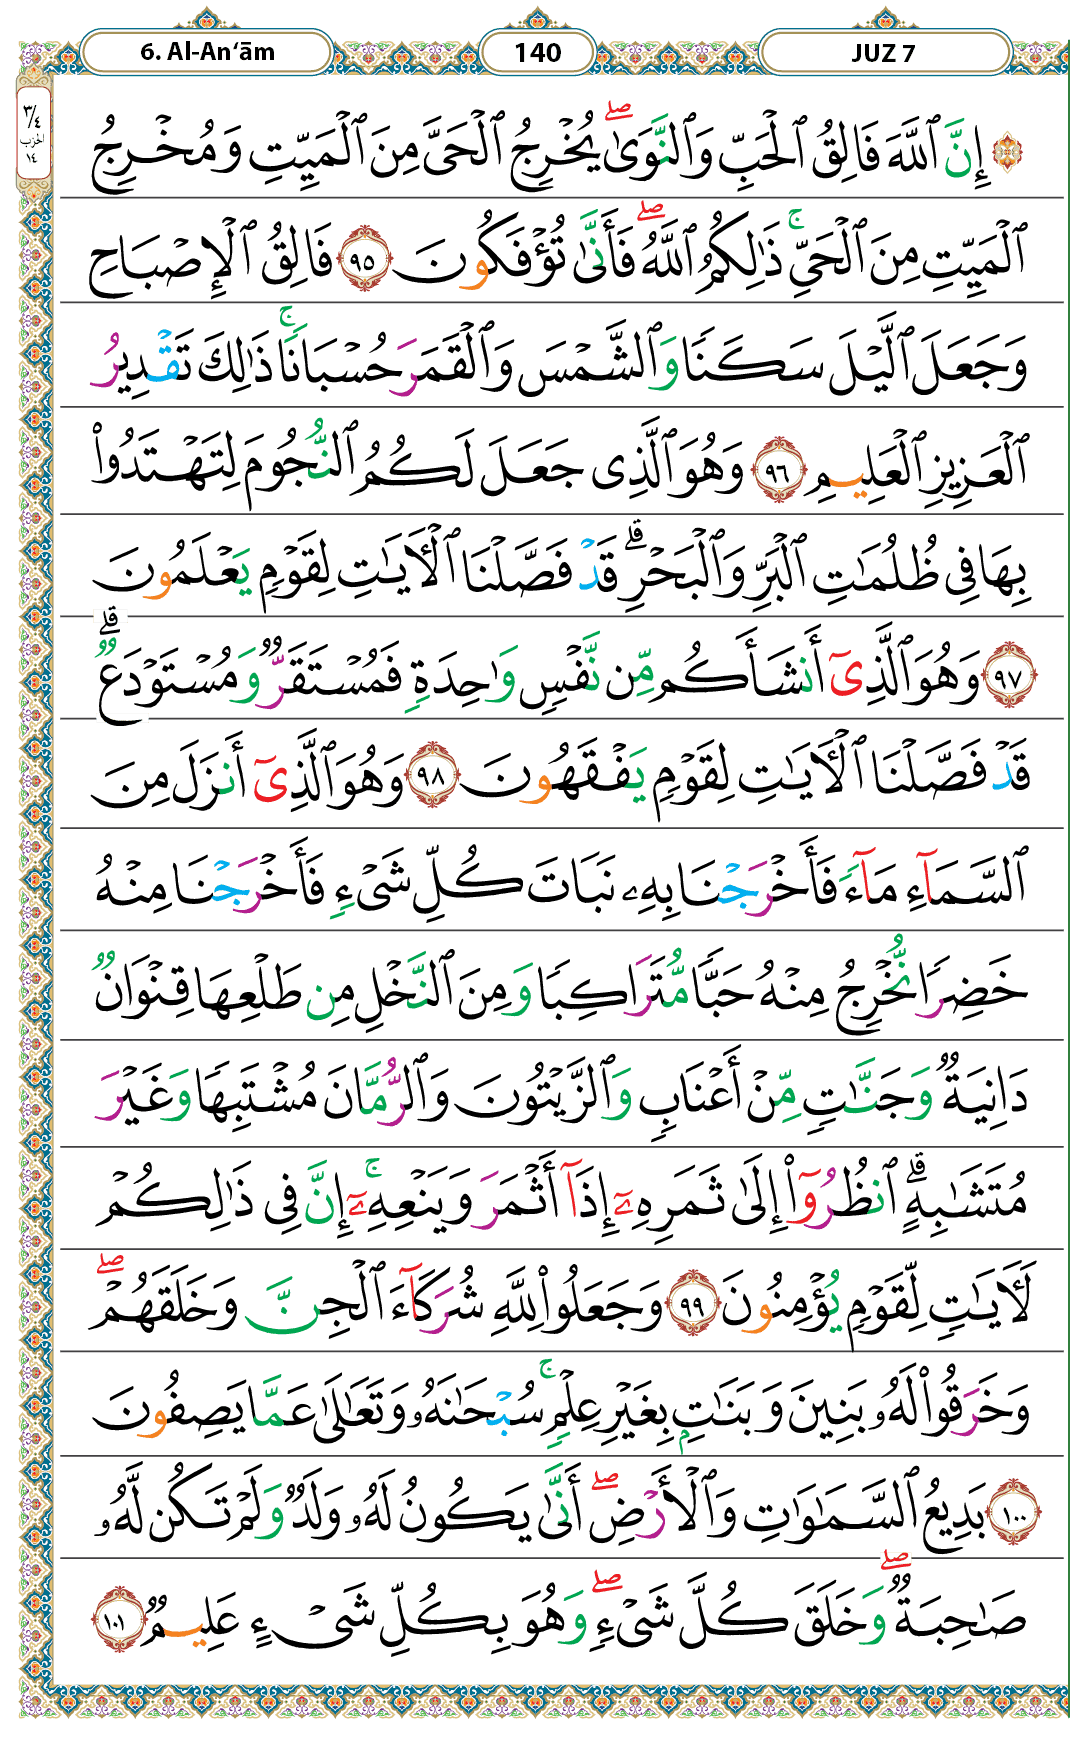 6. Al-An‘ām
140
JUZ 7
٣/٤
الحزب
١٤
۞ إِنَّ ٱللَّهَ فَالِقُ ٱلْحَبِّ وَٱلنَّوَىٰ ۖ يُخْرِجُ ٱلْحَىَّ مِنَ ٱلْمَيِّتِ وَمُخْرِجُ
ٱلْمَيِّتِ مِنَ ٱلْحَيِّ ۚ ذَٰلِكُمُ ٱللَّهُ ۖ فَأَنَّىٰ تُؤْفَكُونَ ٩٥ فَالِقُ ٱلْإِصْبَاحِ
وَجَعَلَ ٱلَّيْلَ سَكَنًا وَٱلشَّمْسَ وَٱلْقَمَرَ حُسْبَانًا ۚ ذَٰلِكَ تَقْدِيرُ
ٱلْعَزِيزِ ٱلْعَلِيمِ ٩٦ وَهُوَ ٱلَّذِى جَعَلَ لَكُمُ ٱلنُّجُومَ لِتَهْتَدُوا۟
بِهَا فِى ظُلُمَٰتِ ٱلْبَرِّ وَٱلْبَحْرِ ۗ قَدْ فَصَّلْنَا ٱلْـَٔايَٰتِ لِقَوْمٍ يَعْلَمُونَ
٩٧ وَهُوَ ٱلَّذِىٓ أَنشَأَكُم مِّن نَّفْسٍ وَٰحِدَةٍ فَمُسْتَقَرٌّ وَمُسْتَوْدَعٌ ۗ
قَدْ فَصَّلْنَا ٱلْـَٔايَٰتِ لِقَوْمٍ يَفْقَهُونَ ٩٨ وَهُوَ ٱلَّذِىٓ أَنزَلَ مِنَ
ٱلسَّمَآءِ مَآءً فَأَخْرَجْنَا بِهِۦ نَبَاتَ كُلِّ شَىْءٍ فَأَخْرَجْنَا مِنْهُ
خَضِرًا نُّخْرِجُ مِنْهُ حَبًّا مُّتَرَاكِبًا وَمِنَ ٱلنَّخْلِ مِن طَلْعِهَا قِنْوَانٌ
دَانِيَةٌ وَجَنَّٰتٍ مِّنْ أَعْنَابٍ وَٱلزَّيْتُونَ وَٱلرُّمَّانَ مُشْتَبِهًا وَغَيْرَ
مُتَشَٰبِهٍ ۗ ٱنظُرُوٓا۟ إِلَىٰ ثَمَرِهِۦٓ إِذَآ أَثْمَرَ وَيَنْعِهِۦٓ ۚ إِنَّ فِى ذَٰلِكُمْ
لَـَٔايَٰتٍ لِّقَوْمٍ يُؤْمِنُونَ ٩٩ وَجَعَلُوا۟ لِلَّهِ شُرَكَآءَ ٱلْجِنَّ وَخَلَقَهُمْ ۖ
وَخَرَقُوا۟ لَهُۥ بَنِينَ وَبَنَٰتٍۭ بِغَيْرِ عِلْمٍ ۚ سُبْحَٰنَهُۥ وَتَعَٰلَىٰ عَمَّا يَصِفُونَ
١٠٠ بَدِيعُ ٱلسَّمَٰوَٰتِ وَٱلْأَرْضِ ۖ أَنَّىٰ يَكُونُ لَهُۥ وَلَدٌ وَلَمْ تَكُن لَّهُۥ
صَٰحِبَةٌ ۖ وَخَلَقَ كُلَّ شَىْءٍ ۖ وَهُوَ بِكُلِّ شَىْءٍ عَلِيمٌ ١٠١